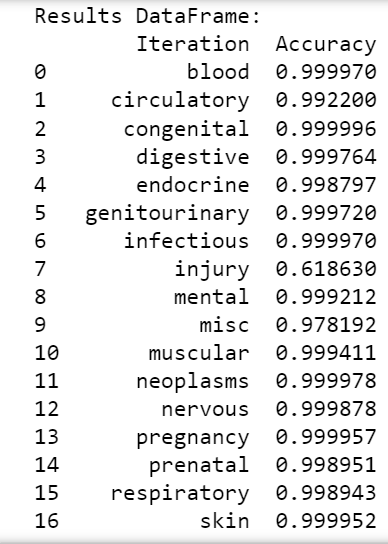 Results DataFrame:
Iteration Accuracy
0 blood 0.999970
1 circulatory 0.992200
2 congenital 0.999996
3 digestive 0.999764
4 endocrine 0.998797
5 genitourinary 0.999720
6 infectious 0.999970
7 injury 0.618630
8 mental 0.999212
9 misc 0.978192
10 muscular 0.999411
11 neoplasms 0.999978
12 nervous 0.999878
13 pregnancy 0.999957
14 prenatal 0.998951
15 respiratory 0.998943
16 skin 0.999952